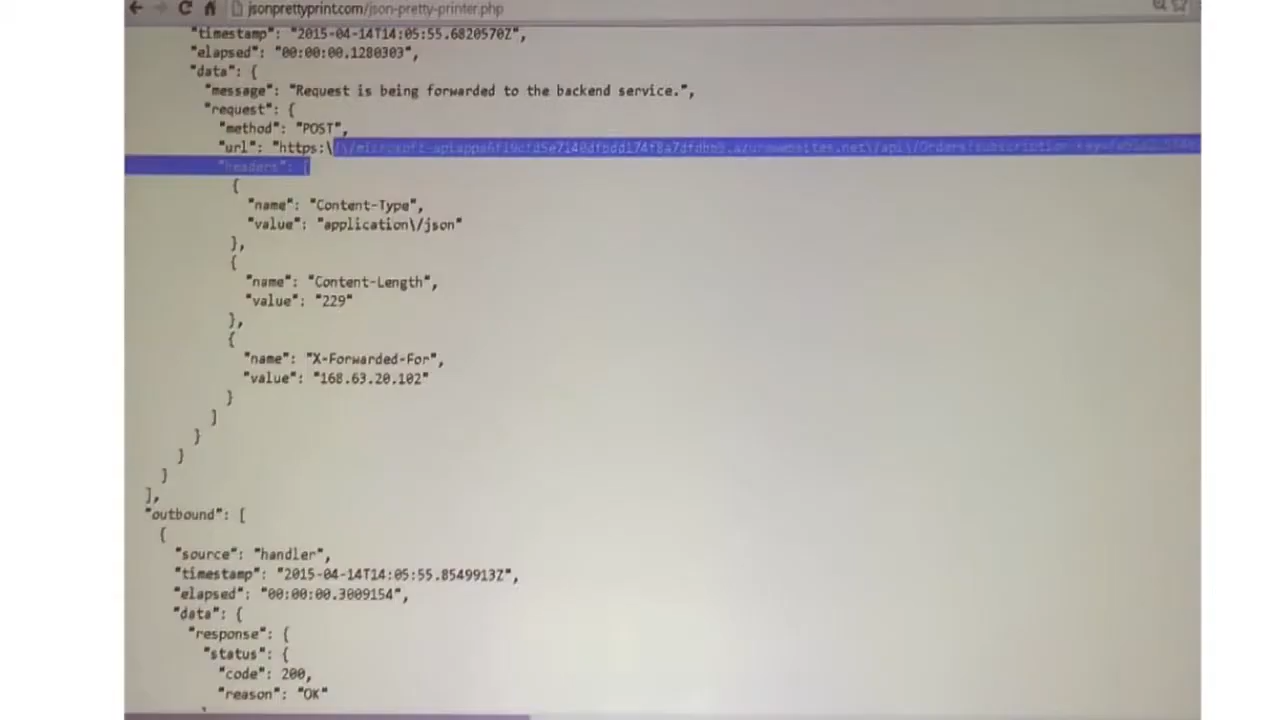 jsonprettyprint.com/json-pretty-printer.php
"timestamp": "2015-04-14T14:05:55.6820570Z",
"elapsed": "00:00:00.1280303",
"data": {
"message": "Request is being forwarded to the backend service.",
"request": {
"method": "POST",
"url": "https:\
"headers": [
{
"name": "Content-Type",
"value": "application\/json"
},
{
"name": "Content-Length",
"value": "229"
},
{
"name": "X-Forwarded-For",
"value": "168.63.20.102"
}
]
}
}
]
],
"outbound": [
{
"source": "handler",
"timestamp": "2015-04-14T14:05:55.8549913Z",
"elapsed": "00:00:00.3009154",
"data": {
"response": {
"status": {
"code": 200,
"reason": "OK"